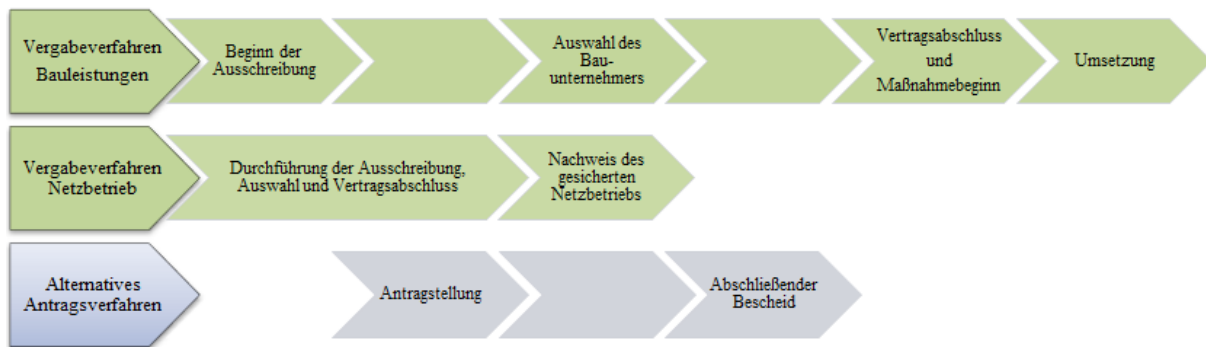 Vergabeverfahren
Bauleistungen
Beginn der
Ausschreibung
Auswahl des
Bau-
unternehmers
Vertragsabschluss
und
Maßnahmebeginn
Umsetzung
Vergabeverfahren
Netzbetrieb
Durchführung der Ausschreibung,
Auswahl und Vertragsabschluss
Nachweis des
gesicherten
Netzbetriebs
Alternatives
Antragsverfahren
Antragstellung
Abschließender
Bescheid